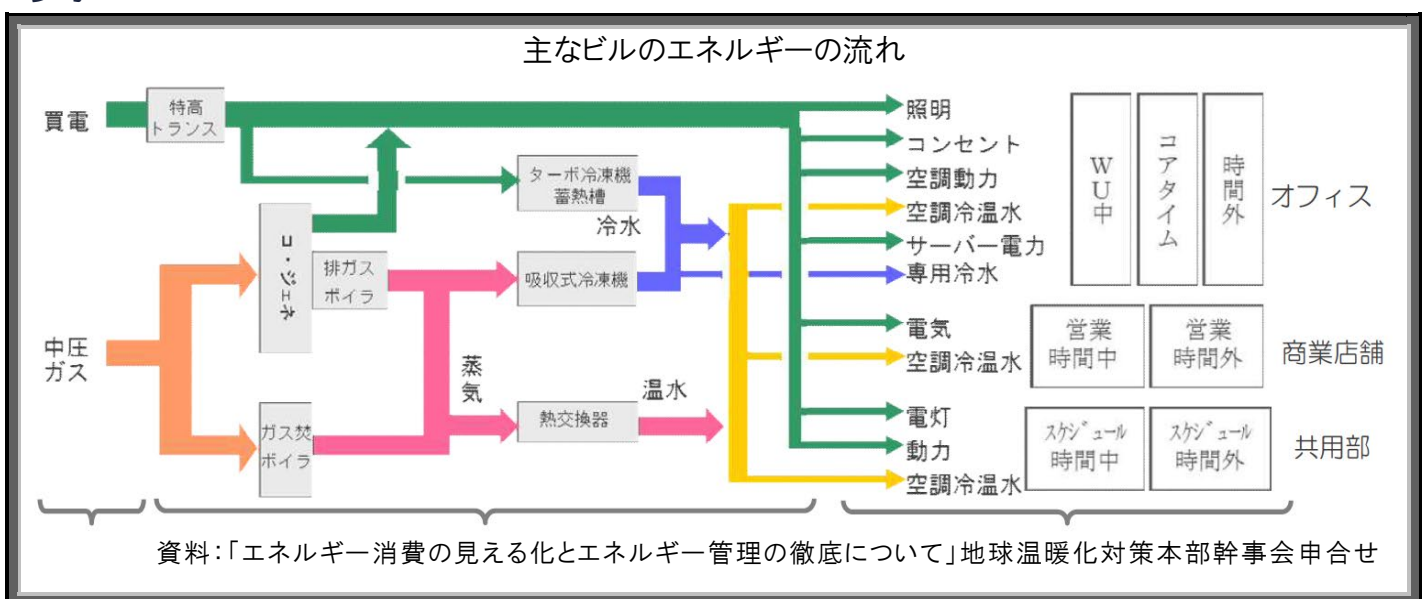 主なビルのエネルギーの流れ
買電
特高
トランス
中圧
ガス
コ・ジェネ
排ガス
ボイラ
ガス焚
ボイラ
蒸気
ターボ冷凍機
蓄熱槽
冷水
吸収式冷凍機
熱交換器
温水
照明
コンセント
空調動力
空調冷温水
サーバー電力
専用冷水
電気
空調冷温水
電灯
動力
空調冷温水
WU中
コアタイム
時間外
オフィス
営業
時間中
営業
時間外
商業店舗
スケジュール
時間中
スケジュール
時間外
共用部
資料:「エネルギー消費の見える化とエネルギー管理の徹底について」地球温暖化対策本部幹事会申合せ